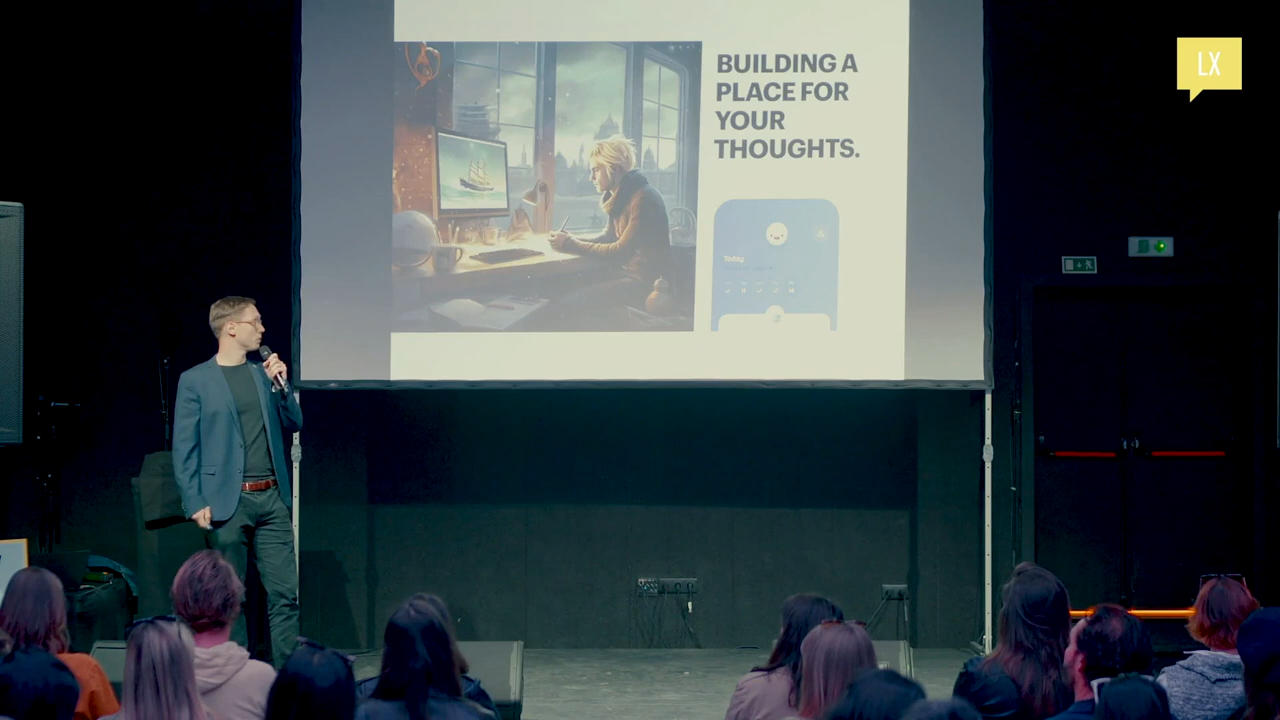 BUILDING A
PLACE FOR
YOUR
THOUGHTS.
Today
LX